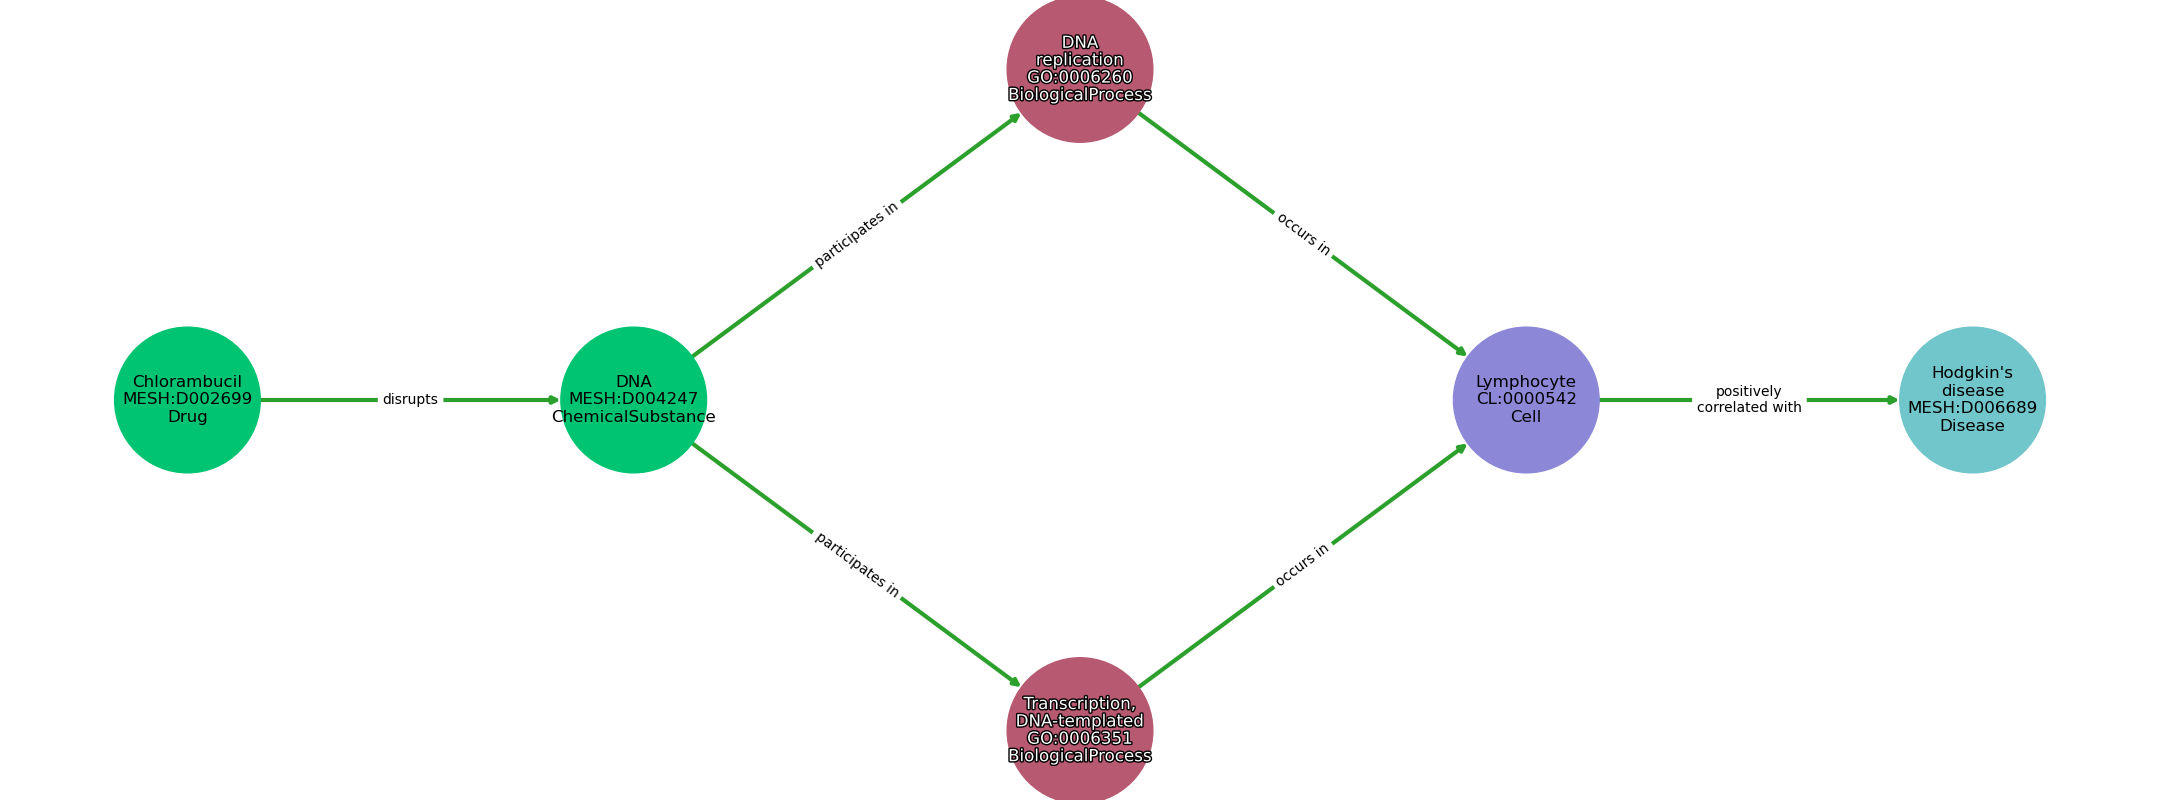 DNA
replication
GO:0006260
BiologicalProcess
participates in
occurs in
Chlorambucil
MESH:D002699
Drug
disrupts
DNA
MESH:D004247
ChemicalSubstance
Lymphocyte
CL:0000542
Cell
positively
correlated with
Hodgkin's
disease
MESH:D006689
Disease
participates in
occurs in
Transcription,
DNA-templated
GO:0006351
BiologicalProcess